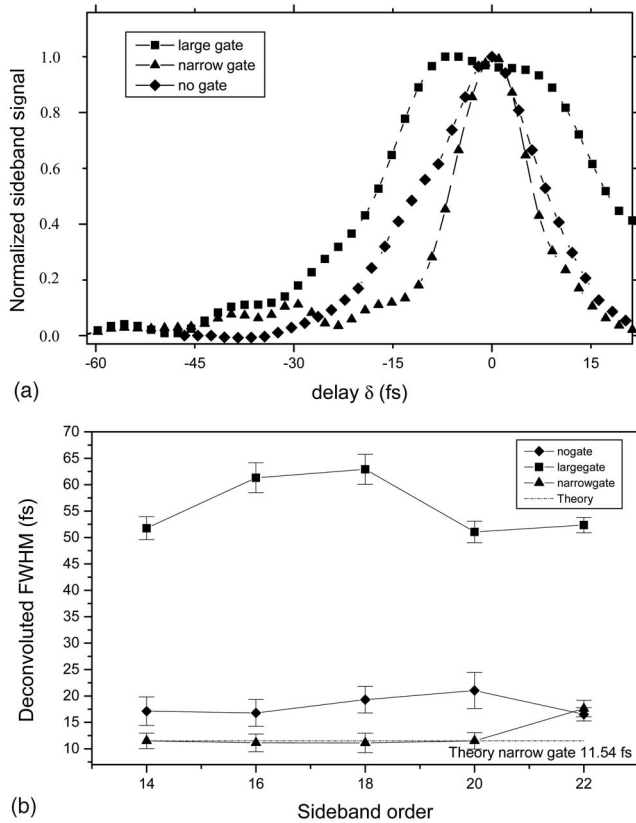 1.0
0.8
0.6
0.4
0.2
0.0
Normalized sideband signal
large gate
narrow gate
no gate
-60 -45 -30 -15 0 15
delay δ (fs)
(a)
70
65
60
55
50
45
40
35
30
25
20
15
10
Deconvoluted FWHM (fs)
nogate
largegate
narrowgate
Theory
Theory narrow gate 11.54 fs
14 16 18 20 22
Sideband order
(b)